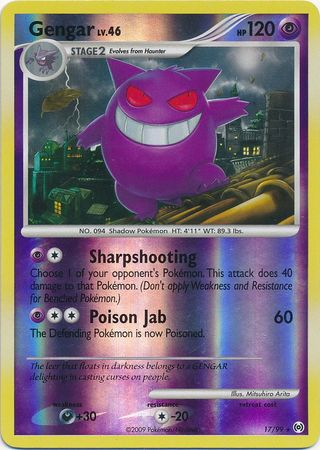 Gengar LV.46 HP 120
STAGE 2 Evolves from Haunter
NO. 094 Shadow Pokémon HT: 4'11" WT: 89.3 lbs.
Sharpshooting
Choose 1 of your opponent's Pokémon. This attack does 40
damage to that Pokémon. (Don't apply Weakness and Resistance
for Benched Pokémon.)
Poison Jab 60
The Defending Pokémon is now Poisoned.
The leer that floats in darkness belongs to a GENGAR
delighting in casting curses on people.
Illus. Mitsuhiro Arita
weakness resistance retreat cost
+30 -20
©2009 Pokémon/Nintendo 17/99